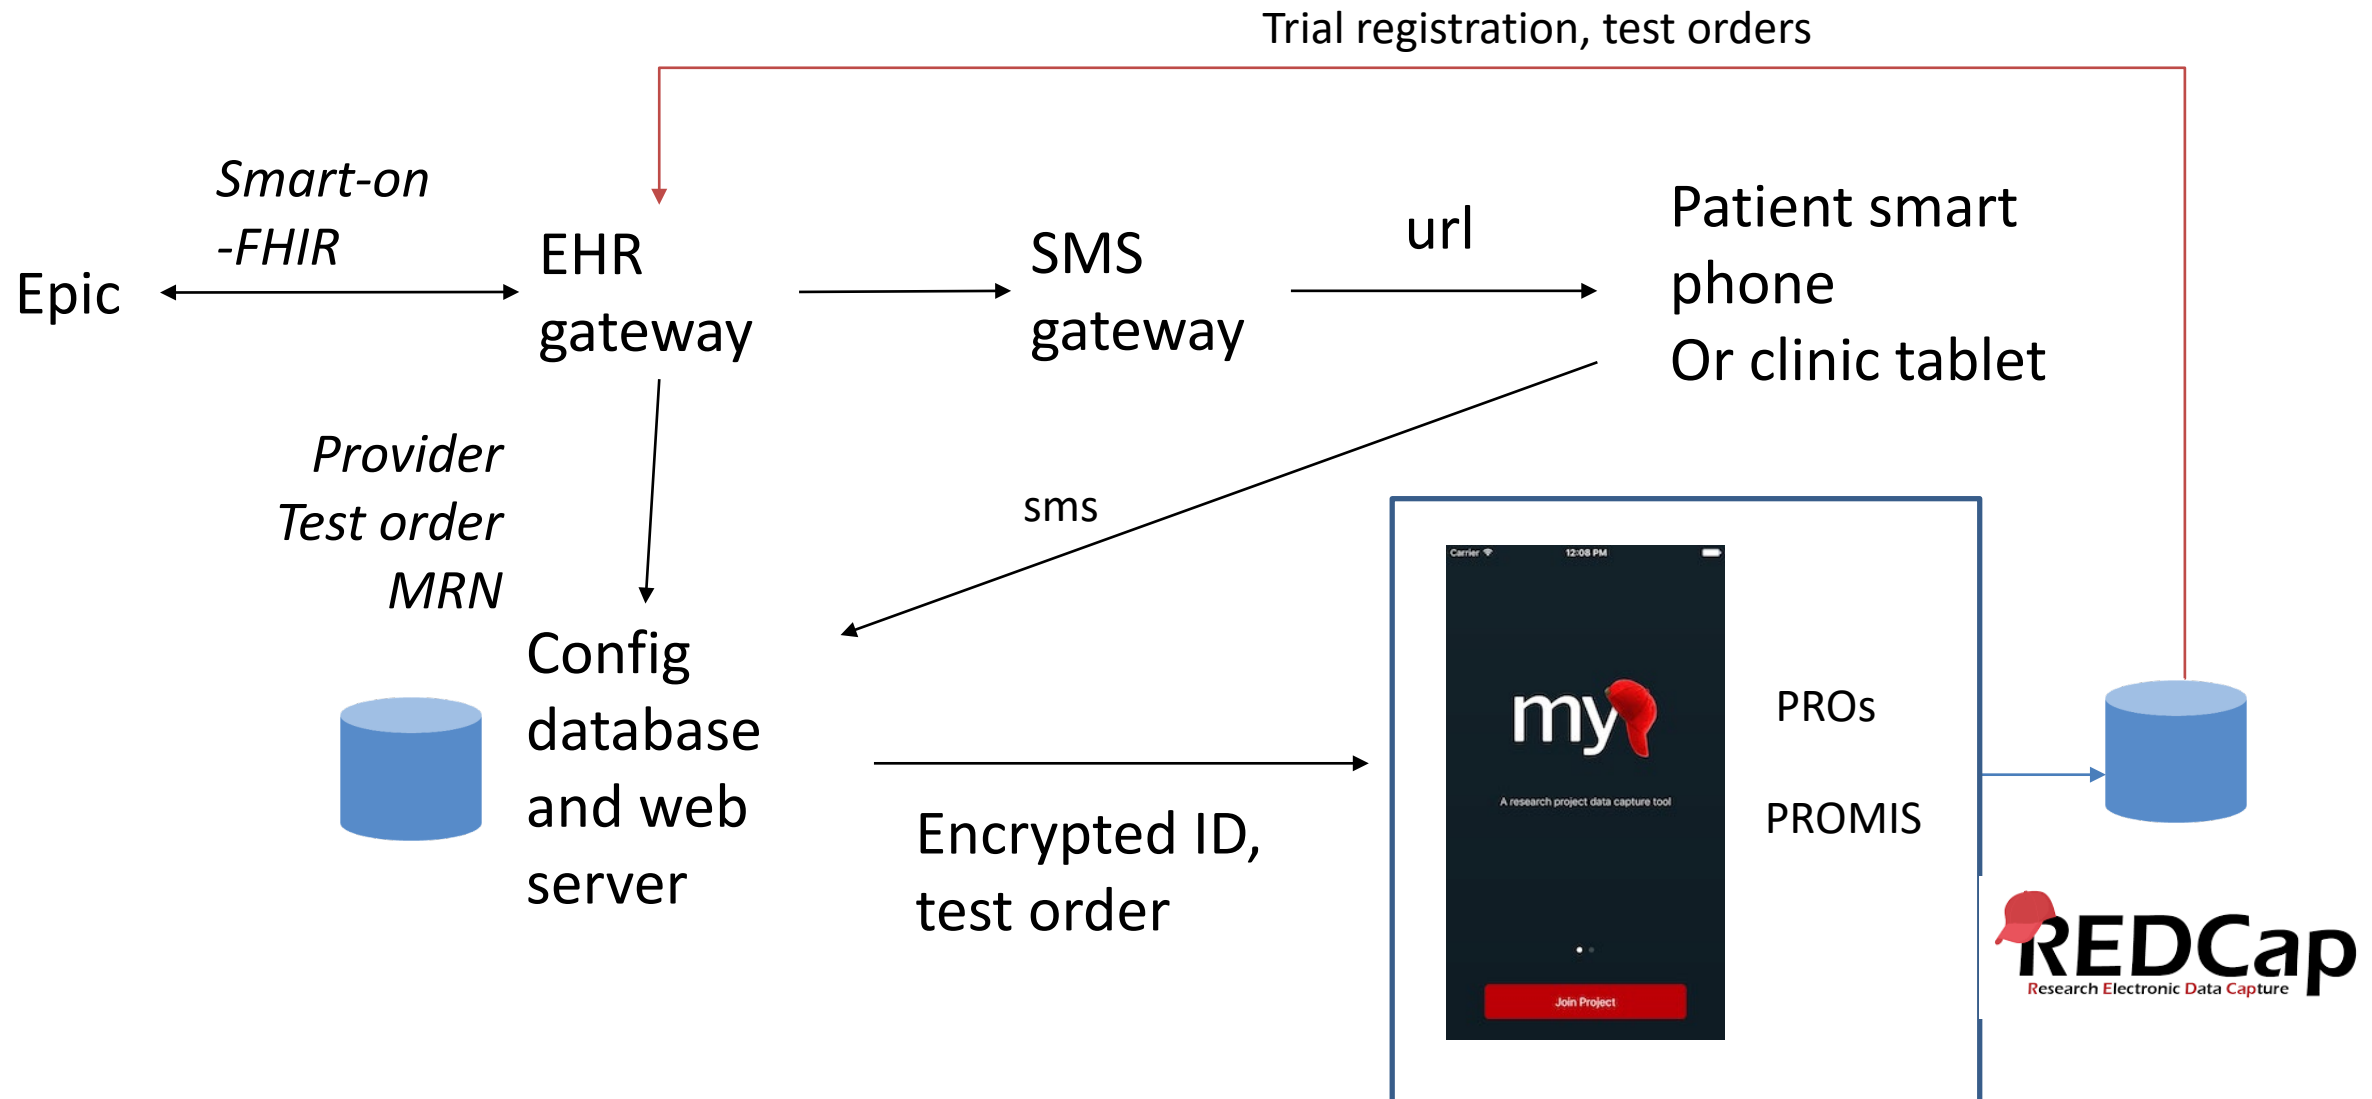 Trial registration, test orders
Smart-on
-FHIR
Epic
EHR
gateway
SMS
gateway
url
Patient smart
phone
Or clinic tablet
Provider
Test order
MRN
sms
Config
database
and web
server
Encrypted ID,
test order
Carrier
12:08 PM
my
A research project data capture tool
Join Project
PROs
PROMIS
REDCap
Research Electronic Data Capture